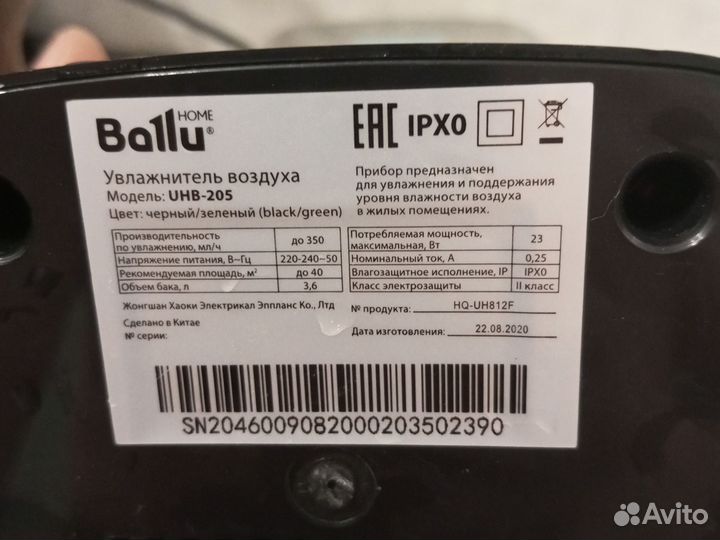 Ballu HOME®
EAC IPX0
Увлажнитель воздуха
Модель: UHB-205
Цвет: черный/зеленый (black/green)
Прибор предназначен
для увлажнения и поддержания
уровня влажности воздуха
в жилых помещениях.
Производительность
по увлажнению, мл/ч до 350
Напряжение питания, В~Гц 220-240~50
Рекомендуемая площадь, м² до 40
Объем бака, л 3,6
Потребляемая мощность,
максимальная, Вт 23
Номинальный ток, А 0,25
Влагозащитное исполнение, IP IPX0
Класс электрозащиты II класс
Жонгшан Хаоки Электрикал Эппланс Ко., Лтд
Сделано в Китае
№ серии:
№ продукта: HQ-UH812F
Дата изготовления: 22.08.2020
SN2046009082000203502390
Avito